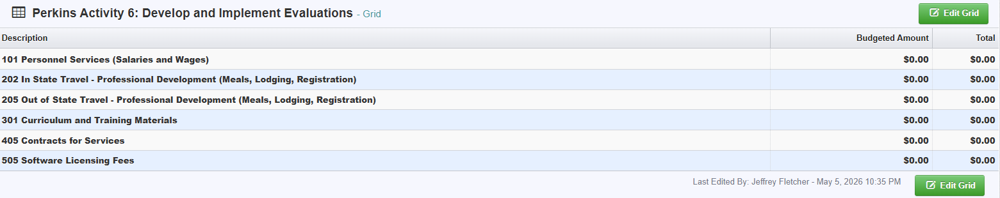 Perkins Activity 6: Develop and Implement Evaluations - Grid
Edit Grid
Description Budgeted Amount Total
101 Personnel Services (Salaries and Wages) $0.00 $0.00
202 In State Travel - Professional Development (Meals, Lodging, Registration) $0.00 $0.00
205 Out of State Travel - Professional Development (Meals, Lodging, Registration) $0.00 $0.00
301 Curriculum and Training Materials $0.00 $0.00
405 Contracts for Services $0.00 $0.00
505 Software Licensing Fees $0.00 $0.00
Last Edited By: Jeffrey Fletcher - May 5, 2026 10:35 PM
Edit Grid